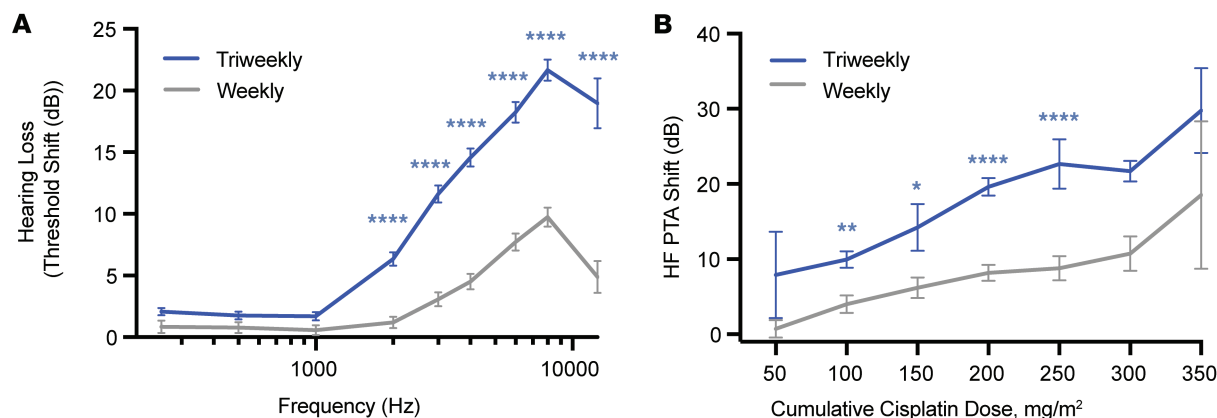 A
Hearing Loss
(Threshold Shift (dB))
25
20
15
10
5
0
Triweekly
Weekly
****
****
****
****
****
****
1000
10000
Frequency (Hz)
B
HF PTA Shift (dB)
40
30
20
10
0
Triweekly
Weekly
**
*
****
****
50
100
150
200
250
300
350
Cumulative Cisplatin Dose, mg/m²